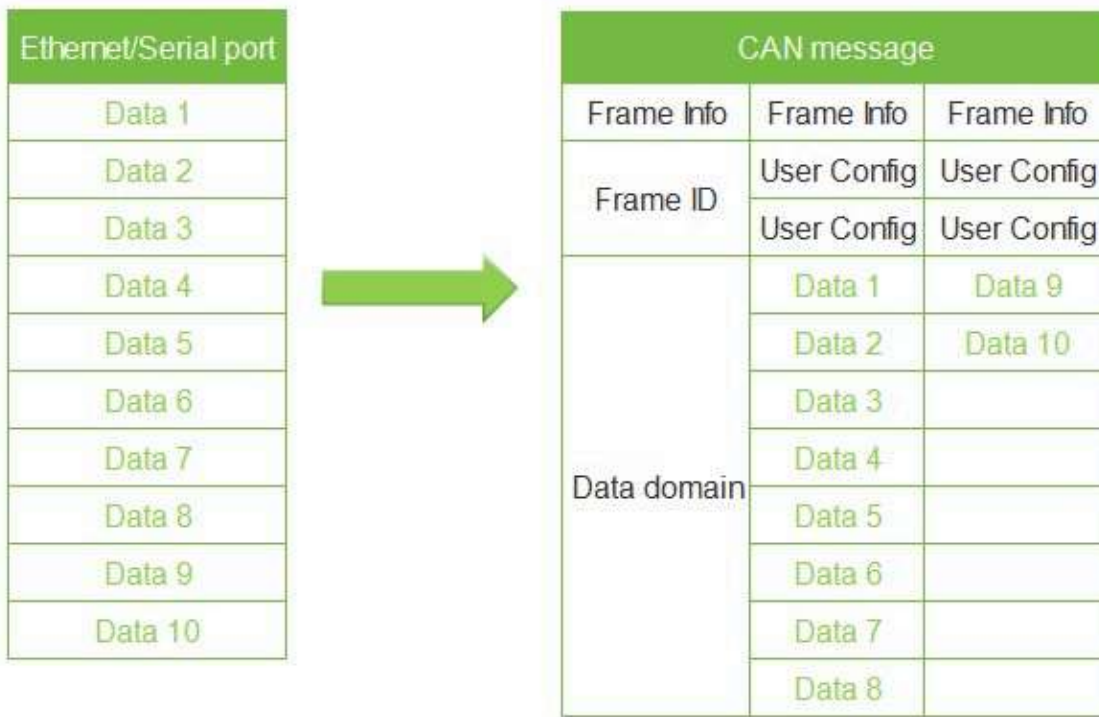 Ethernet/Serial port
Data 1
Data 2
Data 3
Data 4
Data 5
Data 6
Data 7
Data 8
Data 9
Data 10
CAN message
Frame Info Frame Info Frame Info
Frame ID User Config User Config
User Config User Config
Data domain Data 1 Data 9
Data 2 Data 10
Data 3
Data 4
Data 5
Data 6
Data 7
Data 8